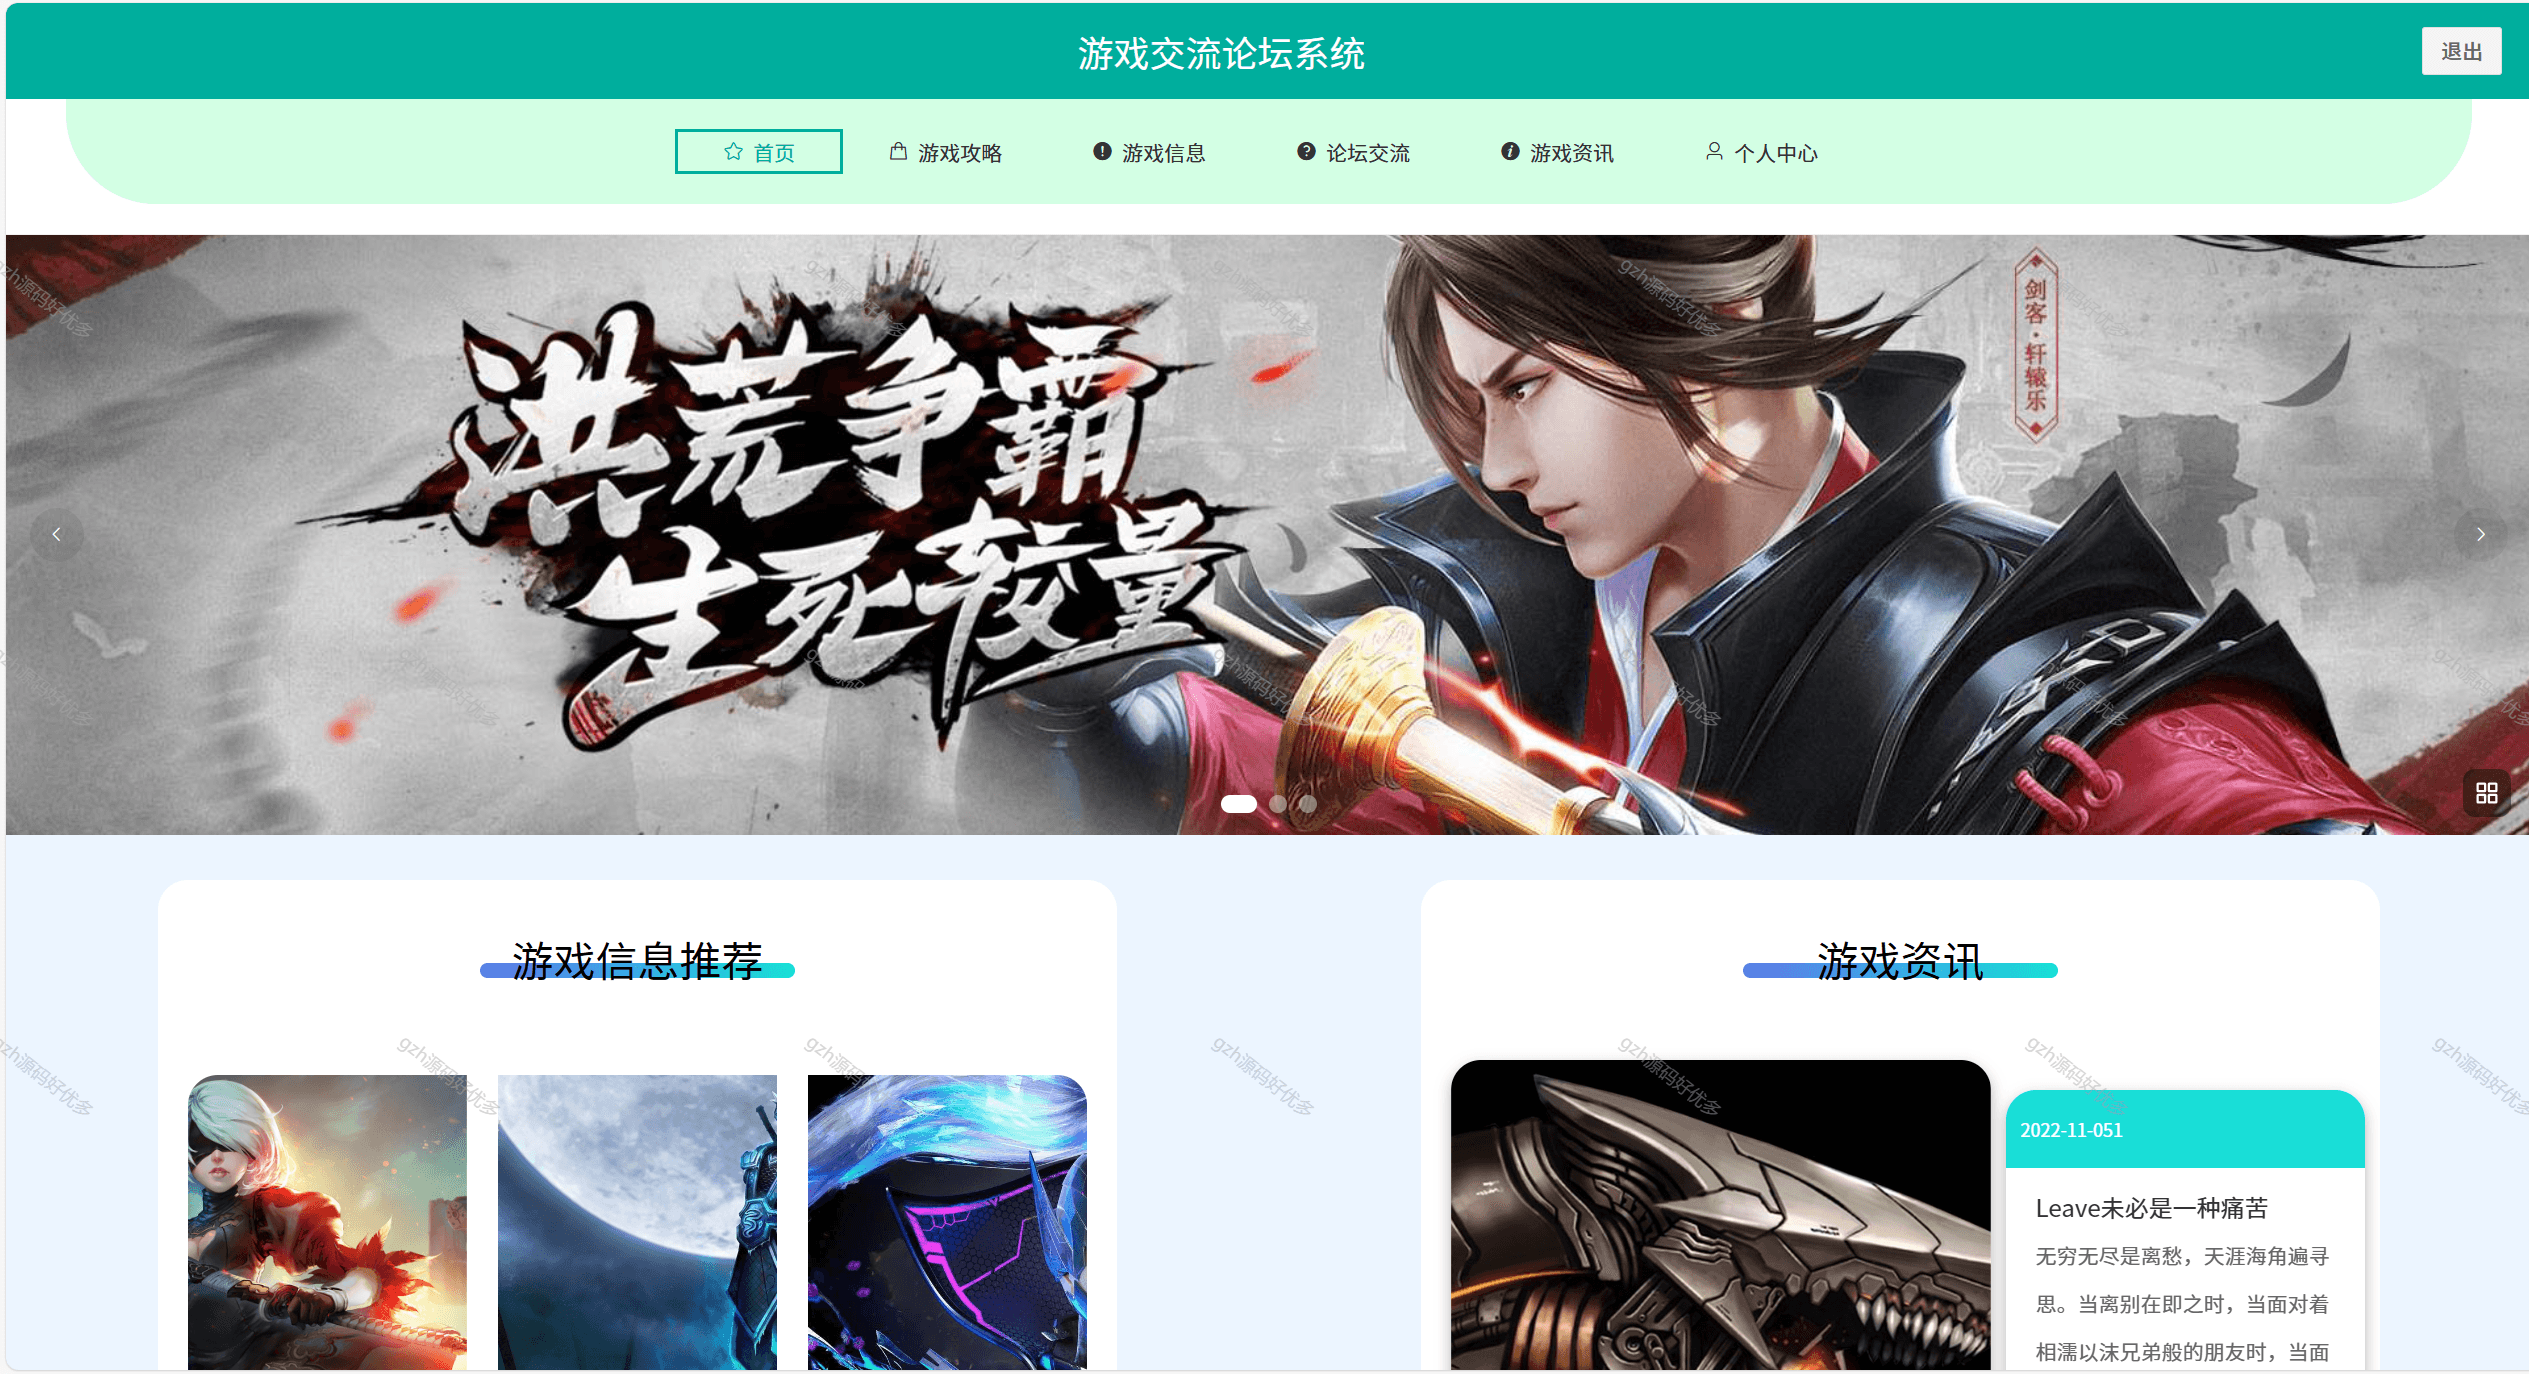 游戏交流论坛系统
退出
首页
游戏攻略
游戏信息
论坛交流
游戏资讯
个人中心
洪荒争霸
生死较量
剑客·轩辕乐
游戏信息推荐
游戏资讯
2022-11-051
Leave未必是一种痛苦
无穷无尽是离愁，天涯海角遍寻
思。当离别在即之时，当面对着
相濡以沫兄弟般的朋友时，当面
gzh源码好优多